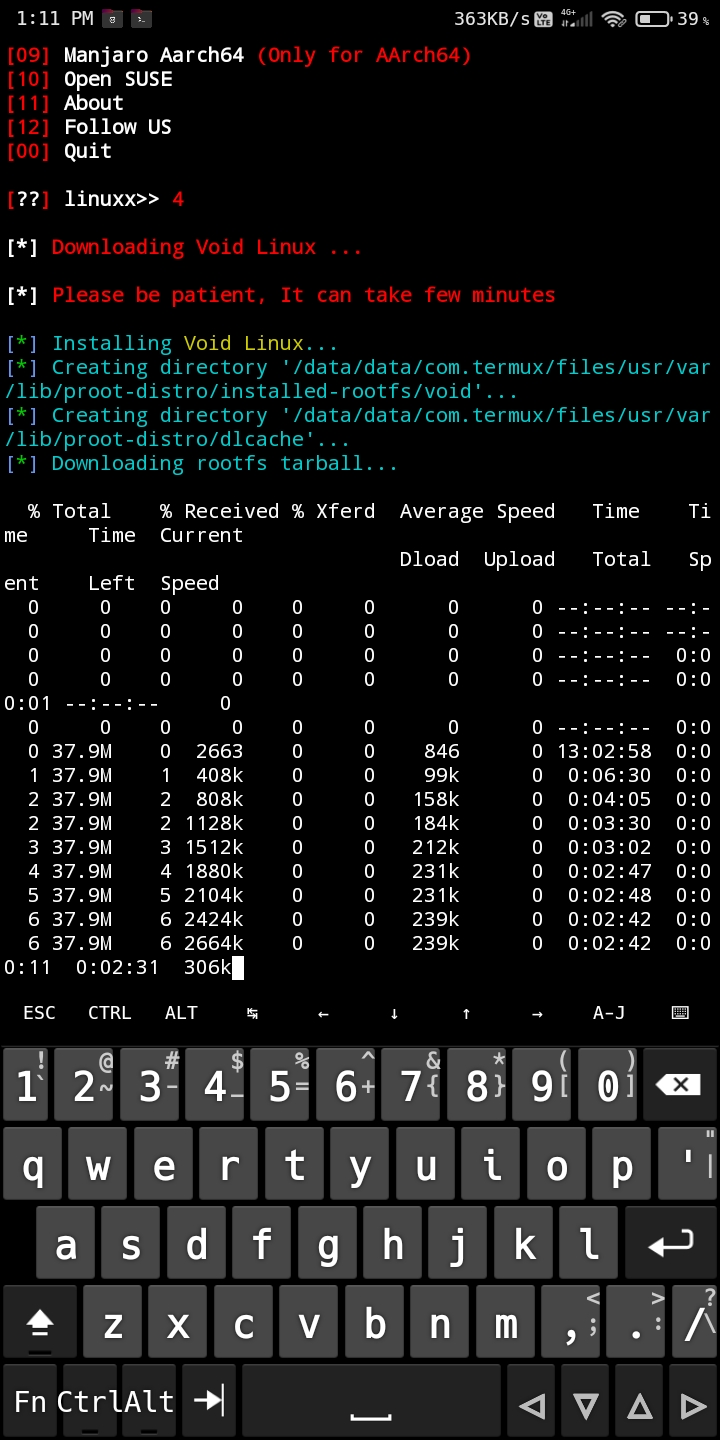 1:11 PM 363KB/s Vo LTE 4G+ 39 %
[09] Manjaro Aarch64 (Only for AArch64)
[10] Open SUSE
[11] About
[12] Follow US
[00] Quit
[??] linuxx>> 4
[*] Downloading Void Linux ...
[*] Please be patient, It can take few minutes
[*] Installing Void Linux...
[*] Creating directory '/data/data/com.termux/files/usr/var
/lib/proot-distro/installed-rootfs/void'...
[*] Creating directory '/data/data/com.termux/files/usr/var
/lib/proot-distro/dlcache'...
[*] Downloading rootfs tarball...
% Total % Received % Xferd Average Speed Time Ti
me Time Current
Dload Upload Total Sp
ent Left Speed
0 0 0 0 0 0 0 0 --:--:-- --:-
0 0 0 0 0 0 0 0 --:--:-- --:-
0 0 0 0 0 0 0 0 --:--:-- 0:0
0 0 0 0 0 0 0 0 --:--:-- 0:0
0:01 --:--:-- 0
0 0 0 0 0 0 0 0 --:--:-- 0:0
0 37.9M 0 2663 0 0 846 0 13:02:58 0:0
1 37.9M 1 408k 0 0 99k 0 0:06:30 0:0
2 37.9M 2 808k 0 0 158k 0 0:04:05 0:0
2 37.9M 2 1128k 0 0 184k 0 0:03:30 0:0
3 37.9M 3 1512k 0 0 212k 0 0:03:02 0:0
4 37.9M 4 1880k 0 0 231k 0 0:02:47 0:0
5 37.9M 5 2104k 0 0 231k 0 0:02:48 0:0
6 37.9M 6 2424k 0 0 239k 0 0:02:42 0:0
6 37.9M 6 2664k 0 0 239k 0 0:02:42 0:0
0:11 0:02:31 306k
ESC CTRL ALT ↹ ← ↓ ↑ → A-J ⌨
1 ! ` 2 @ ~ 3 # - 4 $ _ 5 % = 6 ^ + 7 & { 8 * } 9 ( [ 0 ) ]
q w e r t y u i o p ' " |
a s d f g h j k l
z x c v b n m , < ; . > : / ? \
Fn Ctrl Alt